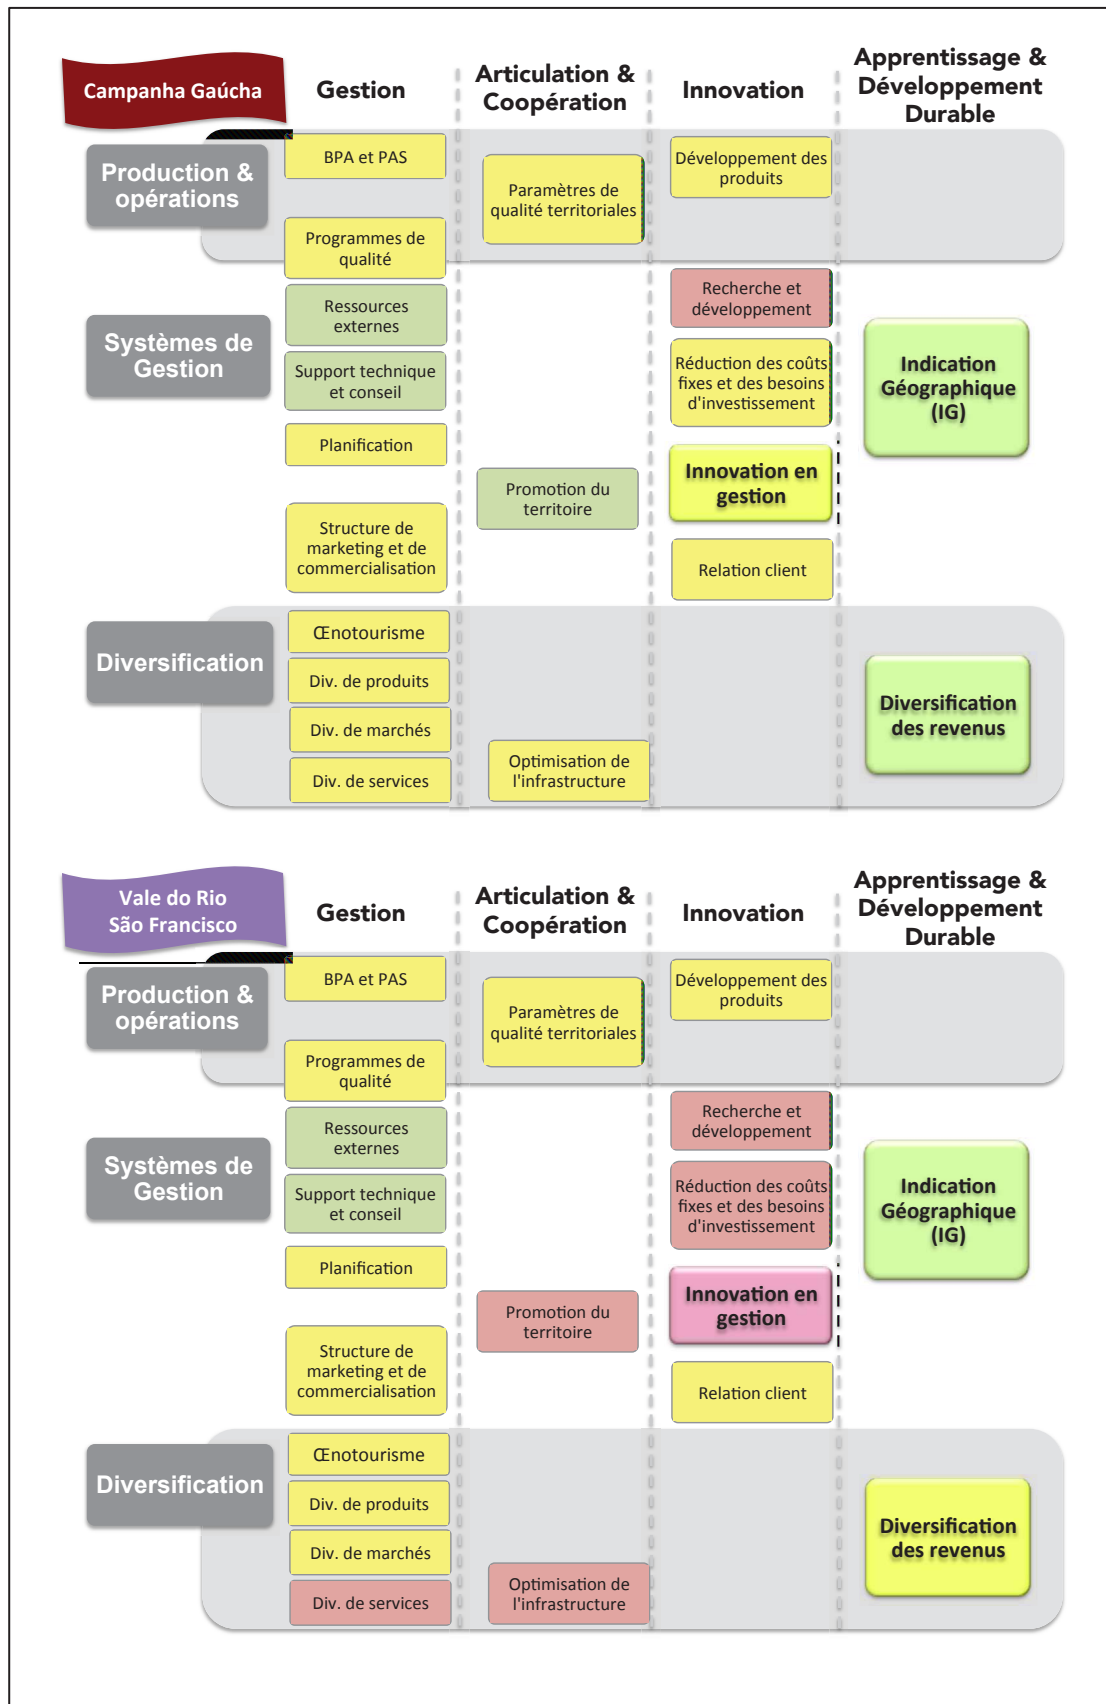 Campanha Gaúcha
Gestion
Articulation &
Coopération
Innovation
Apprentissage &
Développement
Durable
Production &
opérations
BPA et PAS
Paramètres de
qualité territoriales
Développement des
produits
Programmes de
qualité
Systèmes de
Gestion
Ressources
externes
Recherche et
développement
Support technique
et conseil
Réduction des coûts
fixes et des besoins
d'investissement
Indication
Géographique
(IG)
Planification
Promotion du
territoire
Innovation en
gestion
Structure de
marketing et de
commercialisation
Relation client
Diversification
Œnotourisme
Div. de produits
Div. de marchés
Div. de services
Optimisation de
l'infrastructure
Diversification
des revenus
Vale do Rio
São Francisco
Gestion
Articulation &
Coopération
Innovation
Apprentissage &
Développement
Durable
Production &
opérations
BPA et PAS
Paramètres de
qualité territoriales
Développement des
produits
Programmes de
qualité
Systèmes de
Gestion
Ressources
externes
Recherche et
développement
Support technique
et conseil
Réduction des coûts
fixes et des besoins
d'investissement
Indication
Géographique
(IG)
Planification
Promotion du
territoire
Innovation en
gestion
Structure de
marketing et de
commercialisation
Relation client
Diversification
Œnotourisme
Div. de produits
Div. de marchés
Div. de services
Optimisation de
l'infrastructure
Diversification
des revenus